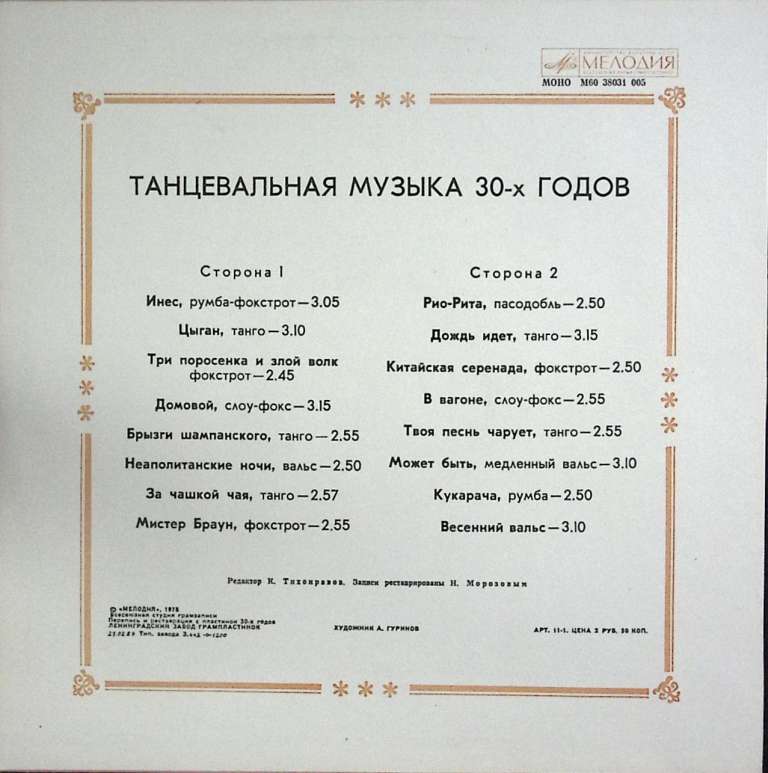 МЕЛОДИЯ
МОНО М60 38031 005
ТАНЦЕВАЛЬНАЯ МУЗЫКА 30-х ГОДОВ
Сторона 1
Инес, румба-фокстрот—3.05
Цыган, танго—3.10
Три поросенка и злой волк
фокстрот—2.45
Домовой, слоу-фокс—3.15
Брызги шампанского, танго—2.55
Неаполитанские ночи, вальс—2.50
За чашкой чая, танго—2.57
Мистер Браун, фокстрот—2.55
Сторона 2
Рио-Рита, пасодобль—2.50
Дождь идет, танго—3.15
Китайская серенада, фокстрот—2.50
В вагоне, слоу-фокс—2.55
Твоя песнь чарует, танго—2.55
Может быть, медленный вальс—3.10
Кукарача, румба—2.50
Весенний вальс—3.10
Редактор К. Тихонравов. Записи реставрированы Н. Морозовым
℗ «МЕЛОДИЯ», 1975
Всесоюзная студия грамзаписи
Перепись и реставрация с пластинок 30-х годов
ЛЕНИНГРАДСКИЙ ЗАВОД ГРАМПЛАСТИНОК
Тип. завода
ХУДОЖНИК А. ГУРИНОВ
АРТ. 11-1. ЦЕНА 2 РУБ. 50 КОП.